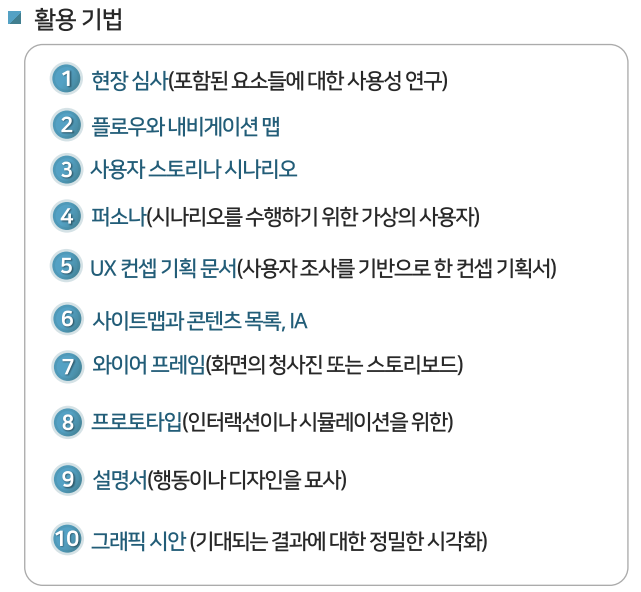 활용 기법
1 현장 심사(포함된 요소들에 대한 사용성 연구)
2 플로우와 내비게이션 맵
3 사용자 스토리나 시나리오
4 퍼소나(시나리오를 수행하기 위한 가상의 사용자)
5 UX 컨셉 기획 문서(사용자 조사를 기반으로 한 컨셉 기획서)
6 사이트맵과 콘텐츠 목록, IA
7 와이어 프레임(화면의 청사진 또는 스토리보드)
8 프로토타입(인터랙션이나 시뮬레이션을 위한)
9 설명서(행동이나 디자인을 묘사)
10 그래픽 시안 (기대되는 결과에 대한 정밀한 시각화)